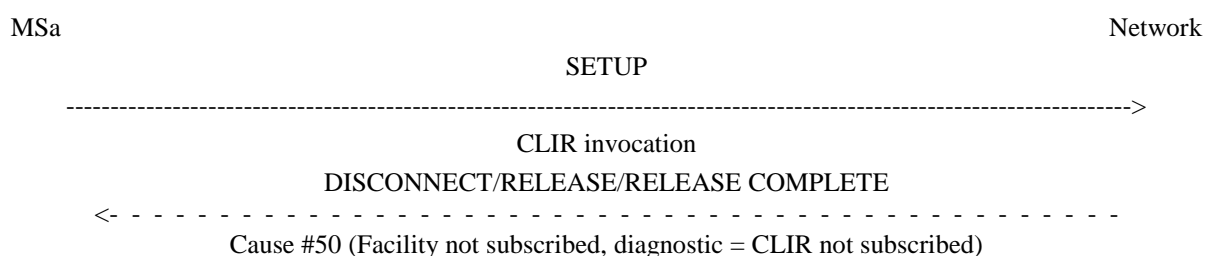 MSa Network
SETUP
------------------------------------------------------------------------------------------------------------------------>
CLIR invocation
DISCONNECT/RELEASE/RELEASE COMPLETE
<- - - - - - - - - - - - - - - - - - - - - - - - - - - - - - - - - - - - - - - - - - - - -
Cause #50 (Facility not subscribed, diagnostic = CLIR not subscribed)